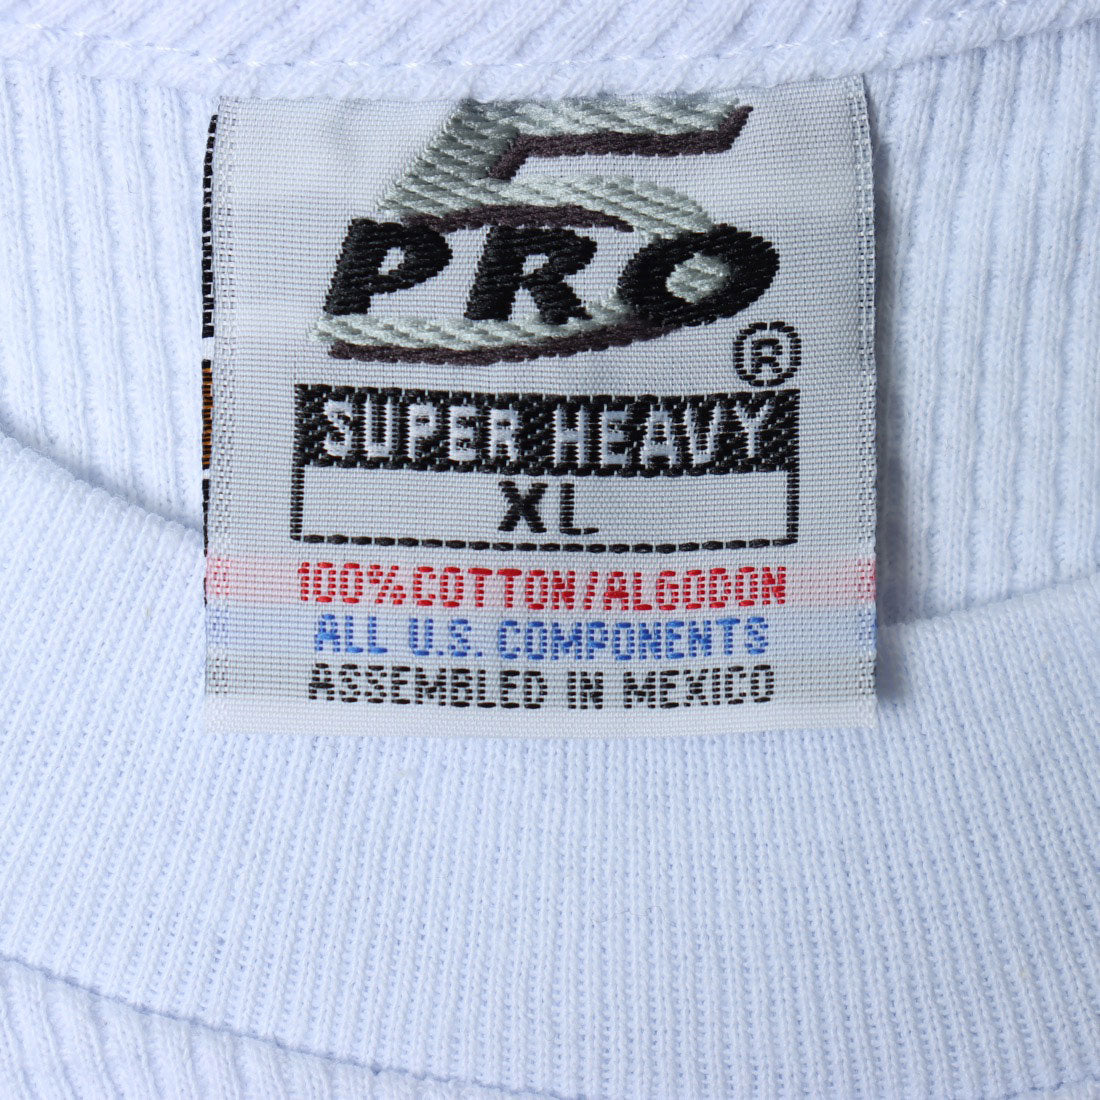 5
PRO
®
SUPER HEAVY
XL
100%COTTON/ALGODON
ALL U.S. COMPONENTS
ASSEMBLED IN MEXICO